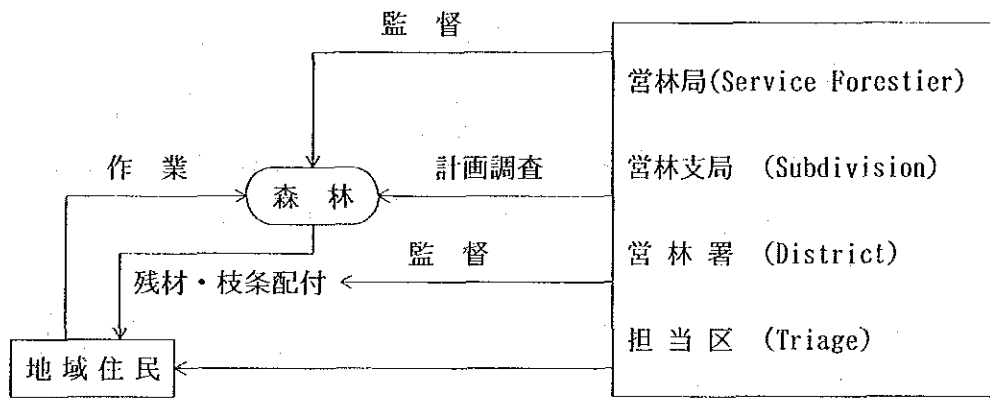 監 督
営林局(Service Forestier)
作 業
計画調査
営林支局 (Subdivision)
森 林
監 督
営 林 署 (District)
残材・枝条配付
担 当 区 (Triage)
地 域 住 民